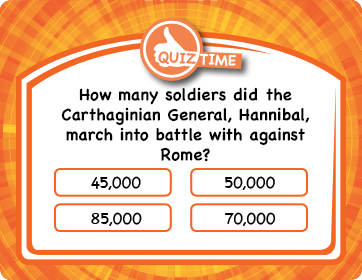 QUIZ TIME
How many soldiers did the
Carthaginian General, Hannibal,
march into battle with against
Rome?
45,000 50,000
85,000 70,000